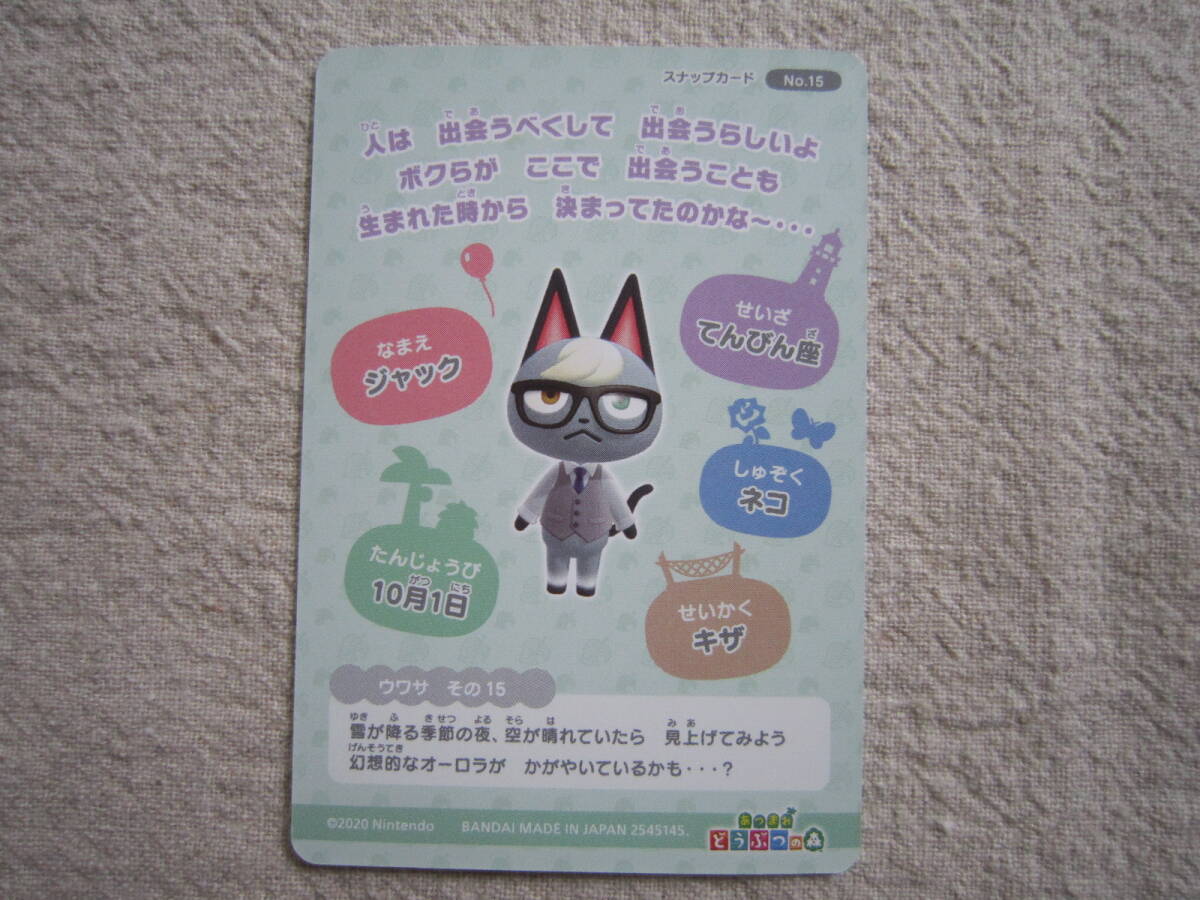 スナップカード No.15
人は 出会うべくして 出会うらしいよ
ボクらが ここで 出会うことも
生まれた時から 決まってたのかな〜・・・
なまえ
ジャック
せいざ
てんびん座
しゅぞく
ネコ
たんじょうび
10月1日
せいかく
キザ
ウワサ その15
雪が降る季節の夜、空が晴れていたら 見上げてみよう
幻想的なオーロラが かがやいているかも・・・?
©2020 Nintendo BANDAI MADE IN JAPAN 2545145.
あつまれ
どうぶつの森